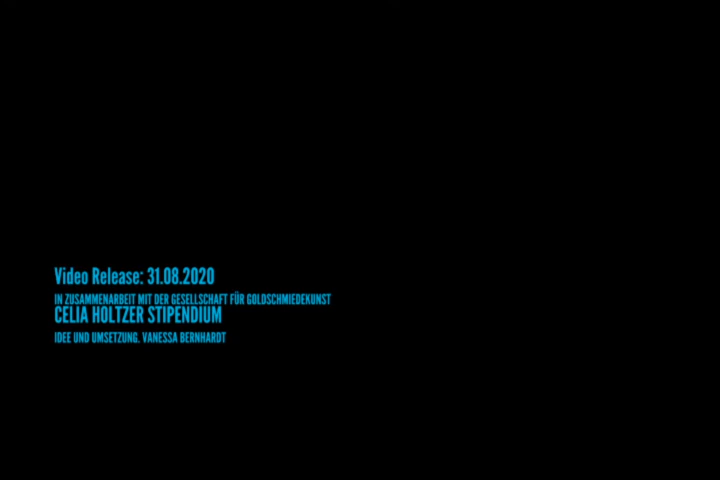 Video Release: 31.08.2020
IN ZUSAMMENARBEIT MIT DER GESELLSCHAFT FÜR GOLDSCHMIEDEKUNST
CELIA HOLTZER STIPENDIUM
IDEE UND UMSETZUNG. VANESSA BERNHARDT